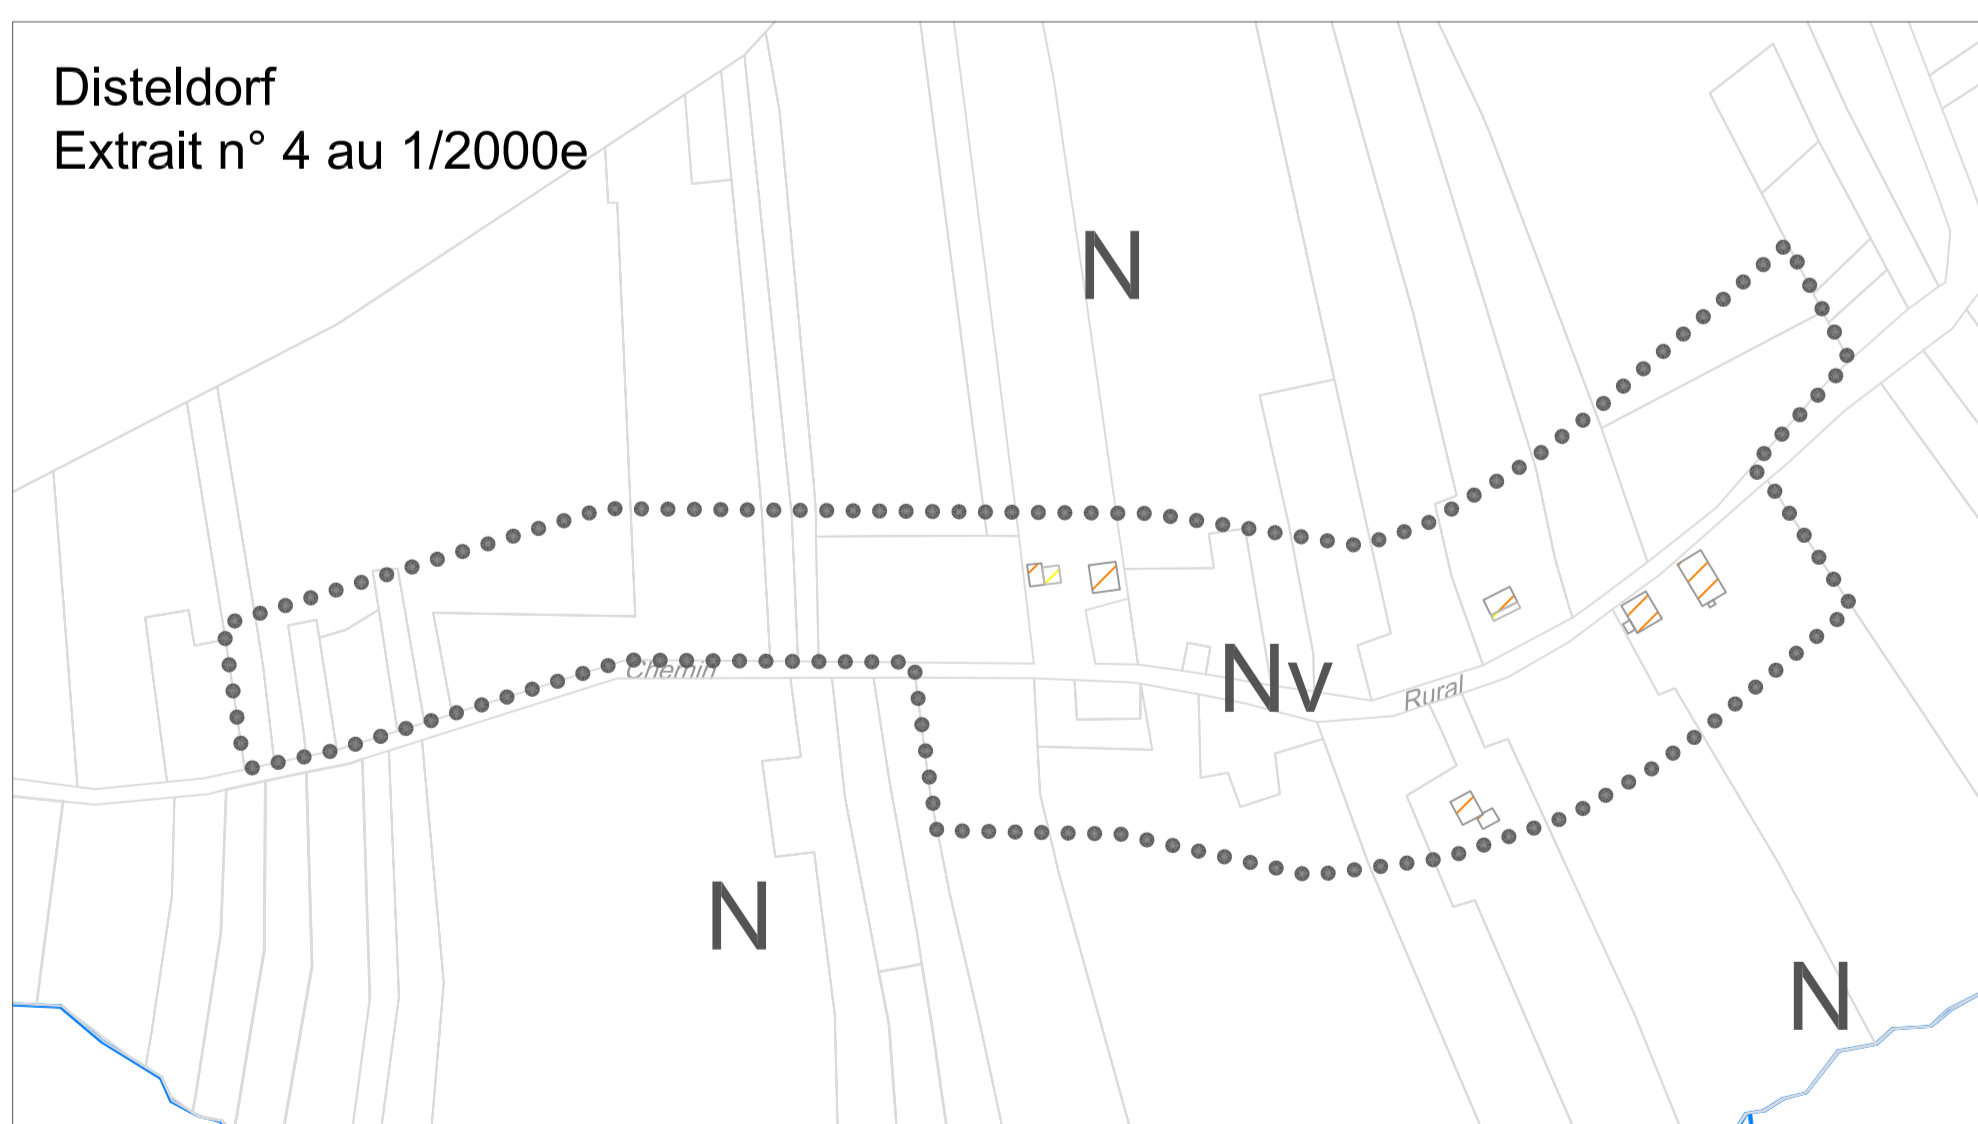 Disteldorf
Extrait n° 4 au 1/2000e
N
Chemin
Nv
Rural
N
N